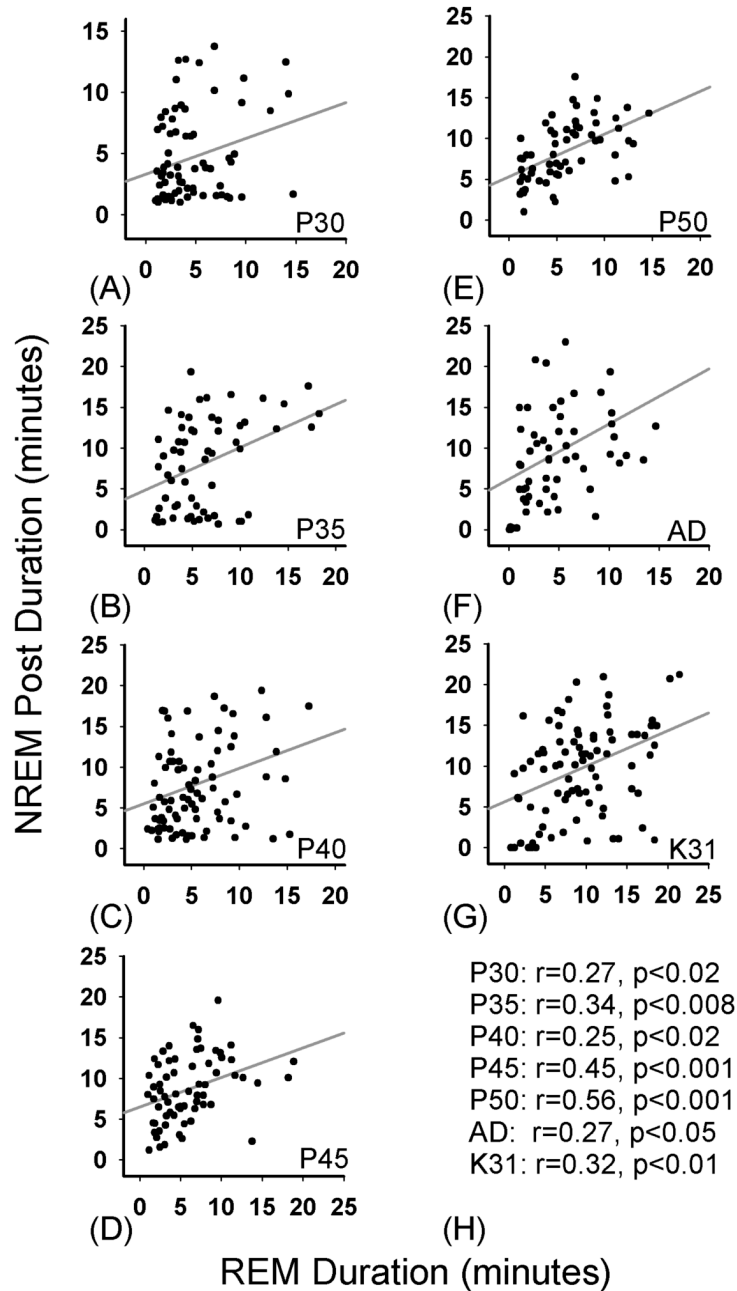 NREM Post Duration (minutes)
30
15
10
5
0
P30
0 5 10 15 20
(A)
25
20
15
10
5
0
P50
0 5 10 15 20
(E)
25
20
15
10
5
0
P35
0 5 10 15 20
(B)
25
20
15
10
5
0
AD
0 5 10 15 20
(F)
25
20
15
10
5
0
P40
0 5 10 15 20
(C)
25
20
15
10
5
0
K31
0 5 10 15 20 25
(G)
25
20
15
10
5
0
P45
0 5 10 15 20 25
(D)
P30: r=0.27, p<0.02
P35: r=0.34, p<0.008
P40: r=0.25, p<0.02
P45: r=0.45, p<0.001
P50: r=0.56, p<0.001
AD: r=0.27, p<0.05
K31: r=0.32, p<0.01
(H)
REM Duration (minutes)